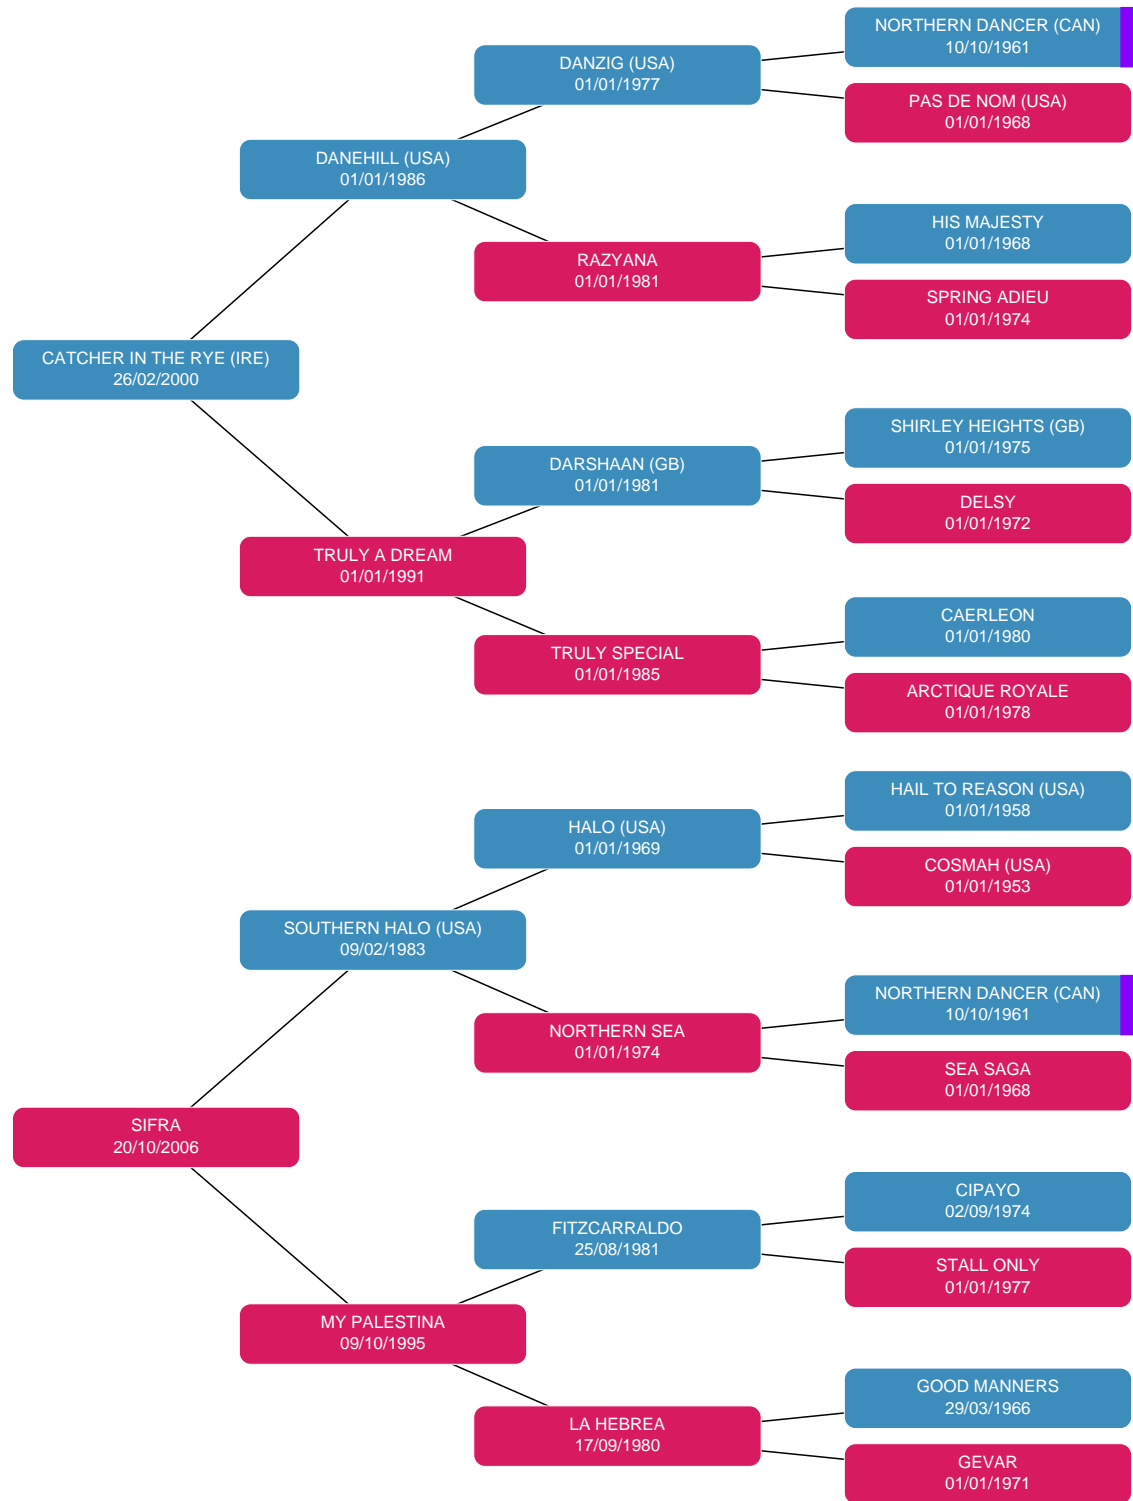 NORTHERN DANCER (CAN)
10/10/1961
DANZIG (USA)
01/01/1977
PAS DE NOM (USA)
01/01/1968
DANEHILL (USA)
01/01/1986
HIS MAJESTY
01/01/1968
RAZYANA
01/01/1981
SPRING ADIEU
01/01/1974
CATCHER IN THE RYE (IRE)
26/02/2000
SHIRLEY HEIGHTS (GB)
01/01/1975
DARSHAAN (GB)
01/01/1981
DELSY
01/01/1972
TRULY A DREAM
01/01/1991
CAERLEON
01/01/1980
TRULY SPECIAL
01/01/1985
ARCTIQUE ROYALE
01/01/1978
HAIL TO REASON (USA)
01/01/1958
HALO (USA)
01/01/1969
COSMAH (USA)
01/01/1953
SOUTHERN HALO (USA)
09/02/1983
NORTHERN DANCER (CAN)
10/10/1961
NORTHERN SEA
01/01/1974
SEA SAGA
01/01/1968
SIFRA
20/10/2006
CIPAYO
02/09/1974
FITZCARRALDO
25/08/1981
STALL ONLY
01/01/1977
MY PALESTINA
09/10/1995
GOOD MANNERS
29/03/1966
LA HEBREA
17/09/1980
GEVAR
01/01/1971